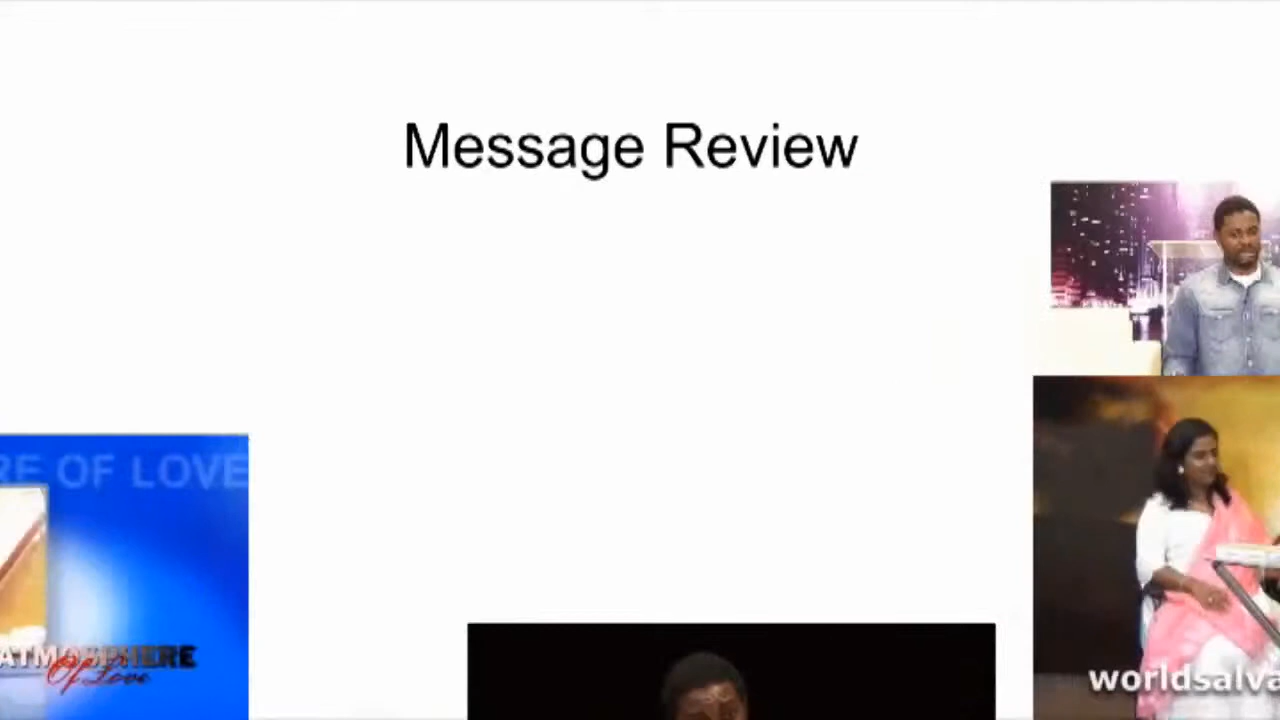 Message Review
RE OF LOVE
ATMOSPHERE
Of Love
worldsalva